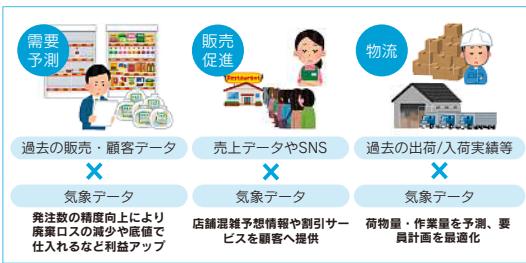 需要
予測
過去の販売・顧客データ
×
気象データ
発注数の精度向上により
廃棄ロスの減少や底値で
仕入れるなど利益アップ
販売
促進
Restaurant
売上データやSNS
×
気象データ
店舗混雑予想情報や割引サー
ビスを顧客へ提供
物流
過去の出荷/入荷実績等
×
気象データ
荷物量・作業量を予測、要
員計画を最適化